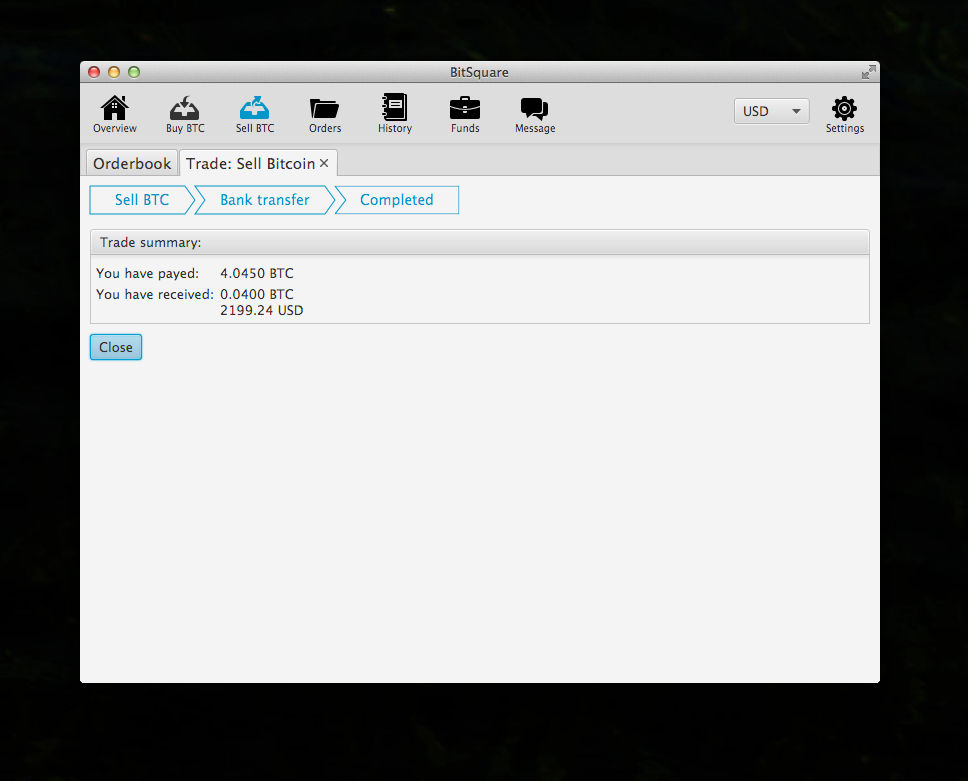 BitSquare
Overview Buy BTC Sell BTC Orders History Funds Message USD Settings
Orderbook Trade: Sell Bitcoin ×
Sell BTC Bank transfer Completed
Trade summary:
You have payed: 4.0450 BTC
You have received: 0.0400 BTC
2199.24 USD
Close